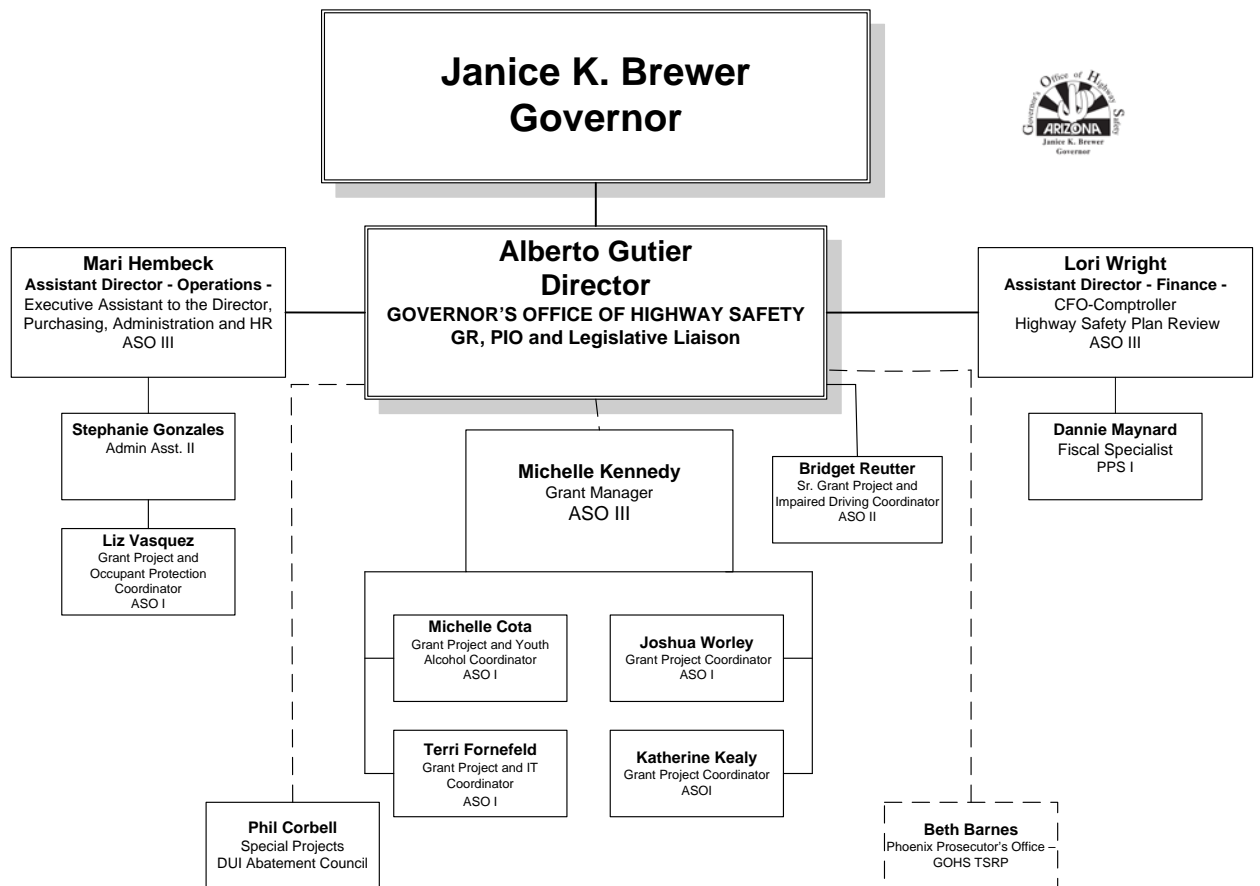 Janice K. Brewer
Governor
Governor's Office of Highway Safety
ARIZONA
Janice K. Brewer
Governor
Alberto Gutier
Director
GOVERNOR'S OFFICE OF HIGHWAY SAFETY
GR, PIO and Legislative Liaison
Mari Hembeck
Assistant Director - Operations -
Executive Assistant to the Director,
Purchasing, Administration and HR
ASO III
Lori Wright
Assistant Director - Finance -
CFO-Comptroller
Highway Safety Plan Review
ASO III
Stephanie Gonzales
Admin Asst. II
Dannie Maynard
Fiscal Specialist
PPS I
Michelle Kennedy
Grant Manager
ASO III
Bridget Reutter
Sr. Grant Project and
Impaired Driving Coordinator
ASO II
Liz Vasquez
Grant Project and
Occupant Protection
Coordinator
ASO I
Michelle Cota
Grant Project and Youth
Alcohol Coordinator
ASO I
Joshua Worley
Grant Project Coordinator
ASO I
Terri Fornefeld
Grant Project and IT
Coordinator
ASO I
Katherine Kealy
Grant Project Coordinator
ASOI
Phil Corbell
Special Projects
DUI Abatement Council
Beth Barnes
Phoenix Prosecutor's Office –
GOHS TSRP